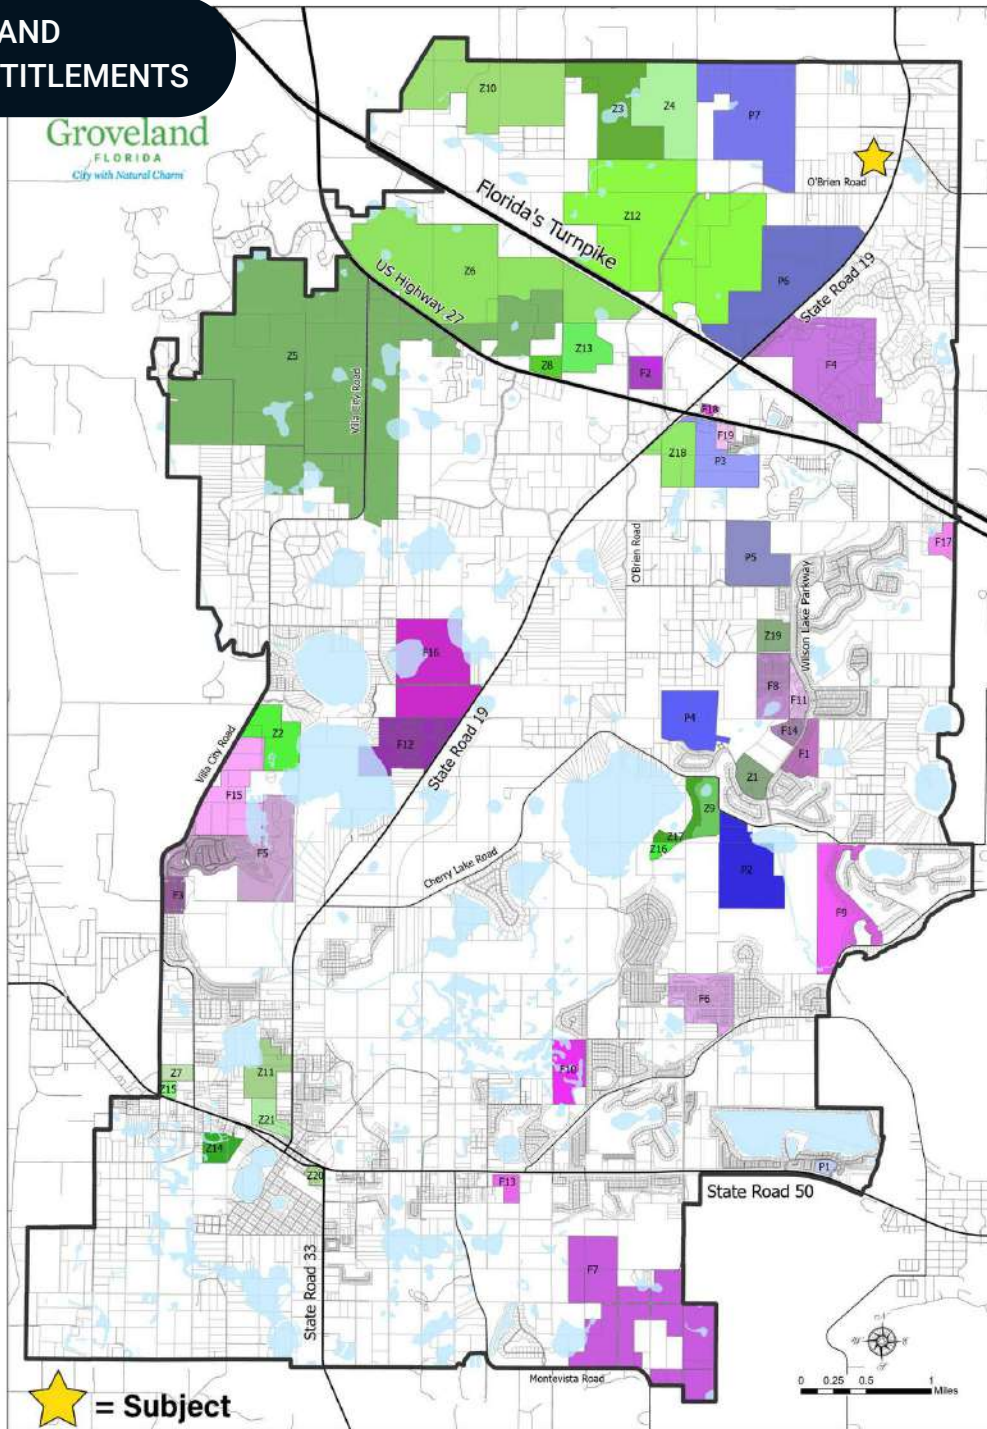 AND
TITLEMENTS
Groveland
FLORIDA
City with Natural Charm
Z10
Z3
Z4
P7
O'Brien Road
Florida's Turnpike
Z12
US Highway 27
Z6
P6
State Road 19
Z5
Villa City Road
Z8
Z13
F2
F4
F18
F19
Z18
P3
O'Brien Road
P5
F17
Wilson Lake Parkway
Z19
F16
F8
F11
P4
F14
F1
Villa City Road
Z2
F12
State Road 19
Z1
F15
Z9
Z17
Z16
F5
Cherry Lake Road
P2
F3
F9
F6
Z7
Z15
Z11
F10
Z21
Z14
Z20
F13
P1
State Road 50
State Road 33
F7
Montevista Road
N
W
S
0 0.25 0.5 1
Miles
= Subject